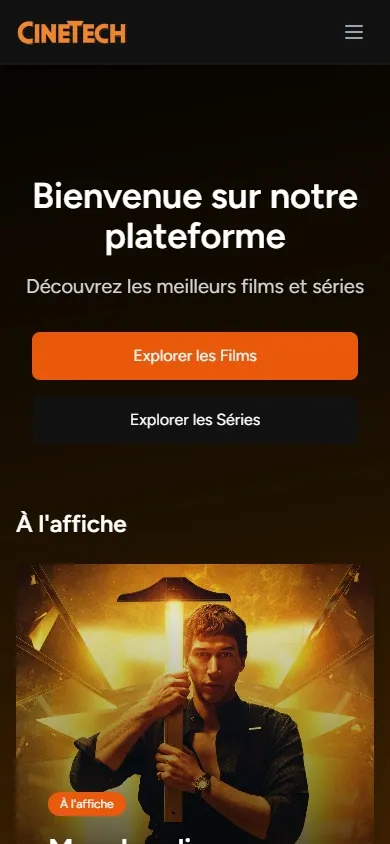 CINETECH
Bienvenue sur notre
plateforme
Découvrez les meilleurs films et séries
Explorer les Films
Explorer les Séries
À l'affiche
À l'affiche